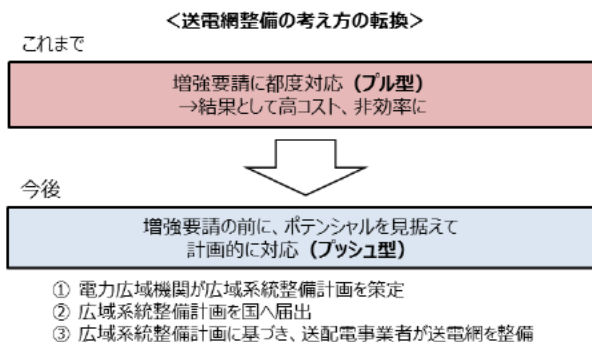 ＜送電網整備の考え方の転換＞
これまで
増強要請に都度対応（プル型）
→結果として高コスト、非効率に
今後
増強要請の前に、ポテンシャルを見据えて
計画的に対応（プッシュ型）
① 電力広域機関が広域系統整備計画を策定
② 広域系統整備計画を国へ届出
③ 広域系統整備計画に基づき、送配電事業者が送電網を整備